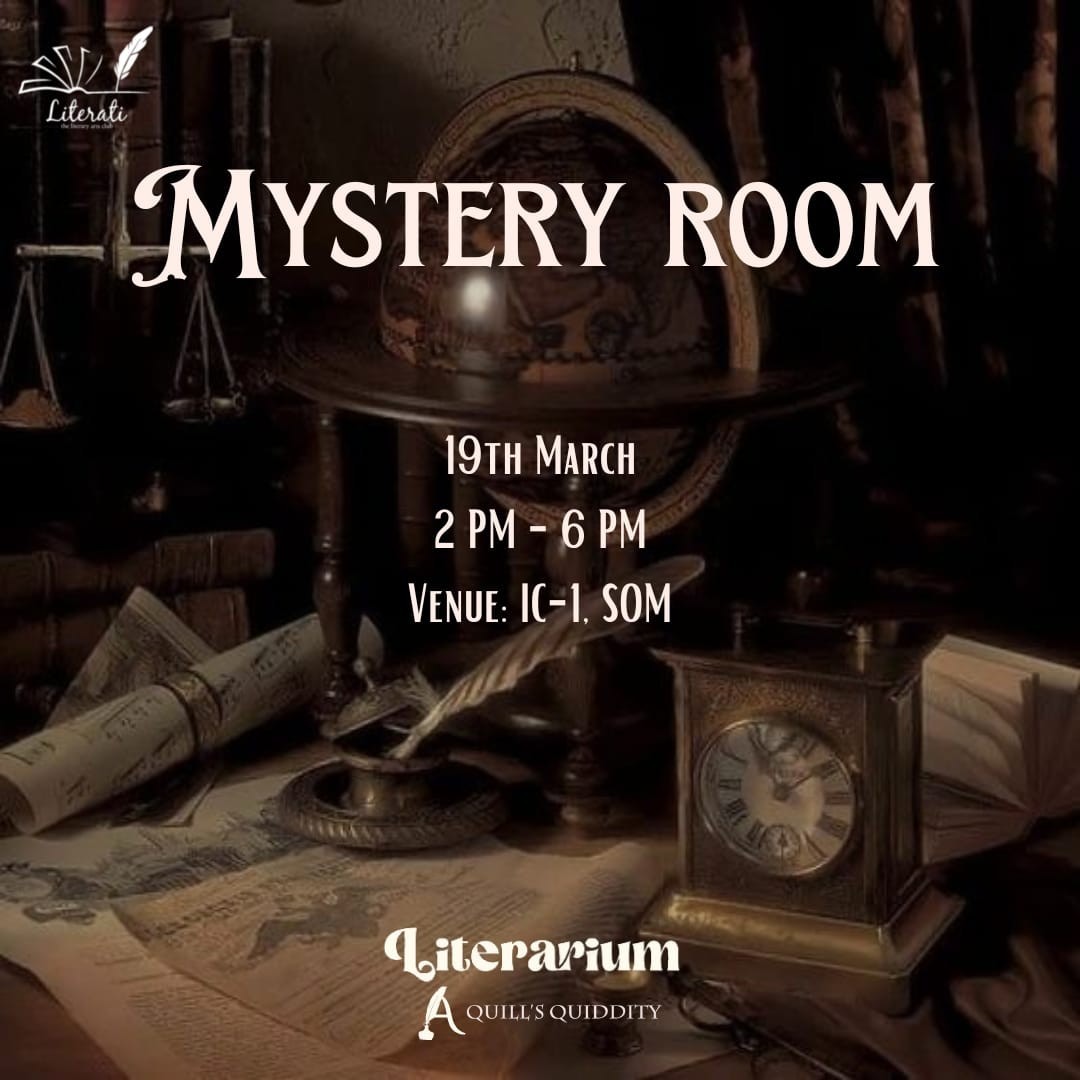 Literati
the literary arts club
Mystery room
19th March
2 PM - 6 PM
Venue: IC-1, SOM
Literarium
A QUILL'S QUIDDITY